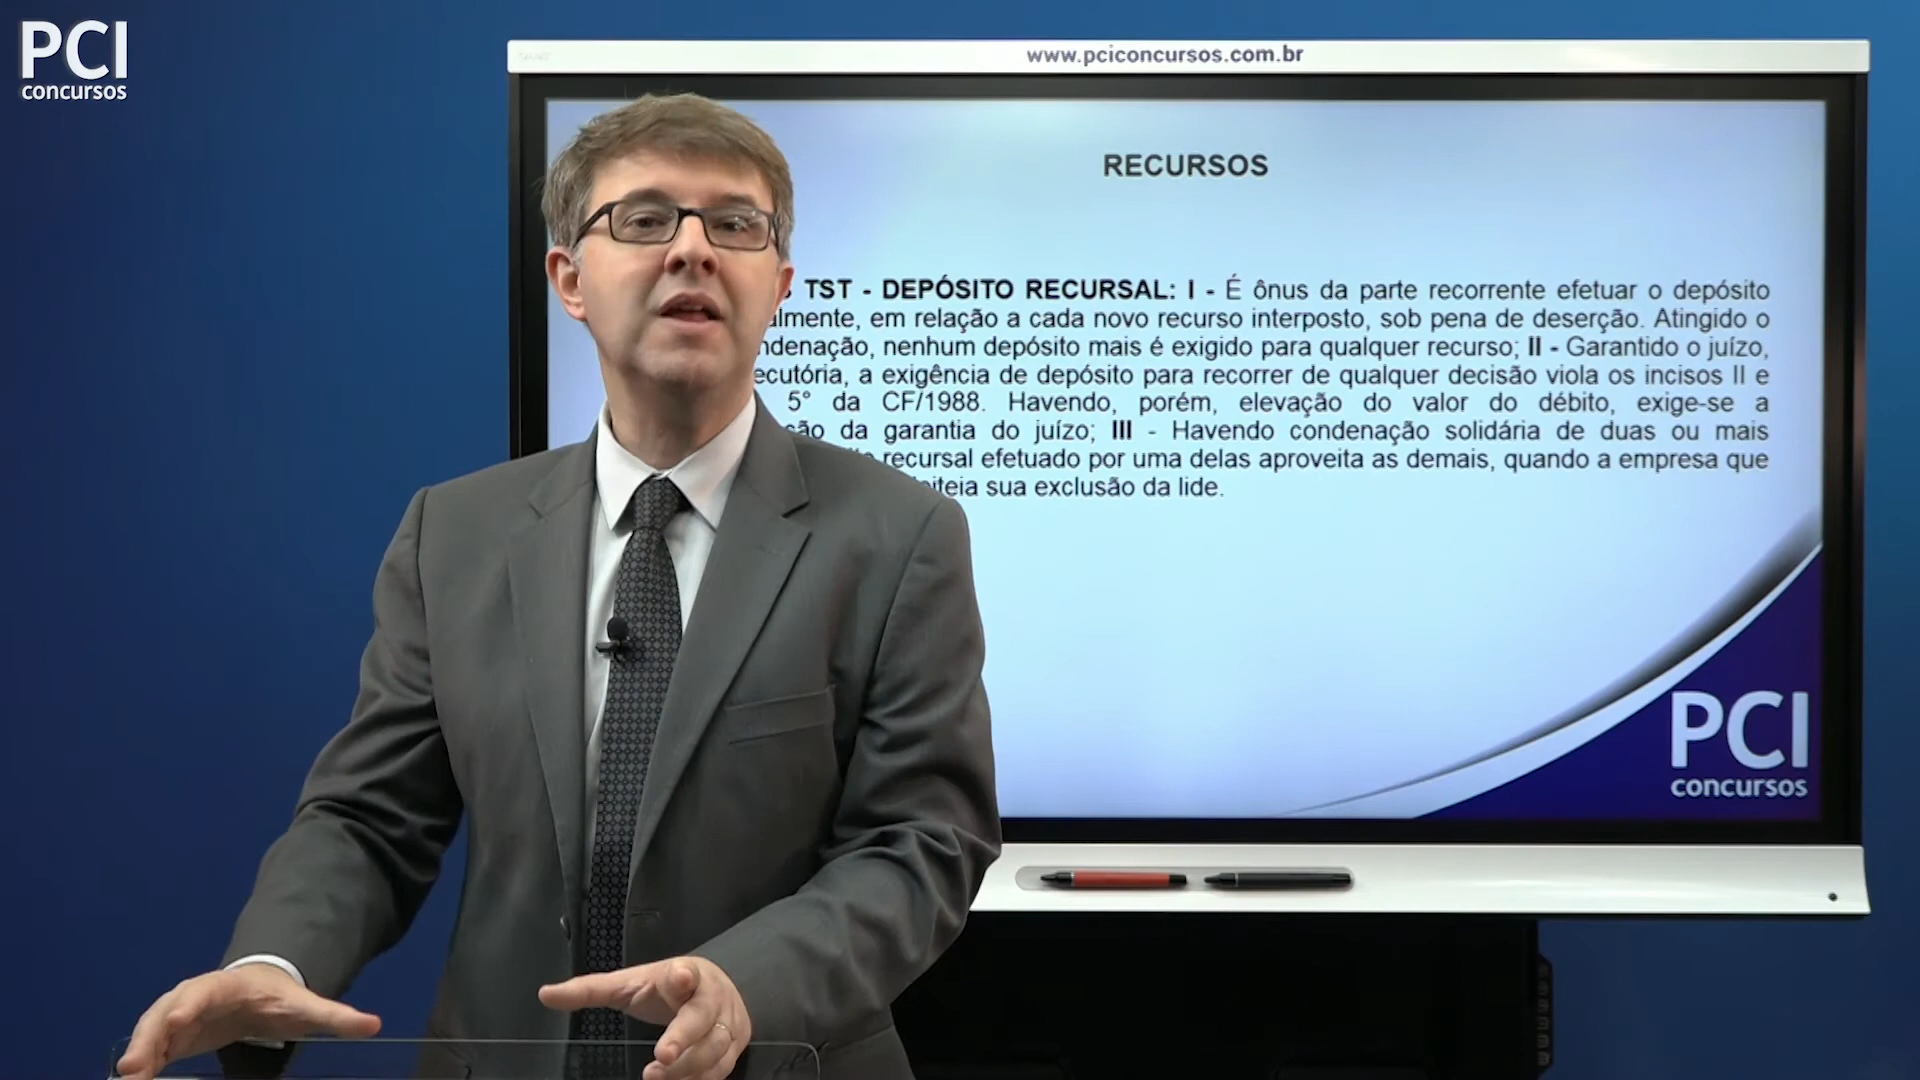 PCI
concursos
www.pciconcursos.com.br
RECURSOS
TST - DEPÓSITO RECURSAL: I - É ônus da parte recorrente efetuar o depósito
em relação a cada novo recurso interposto, sob pena de deserção. Atingido o
nenhum depósito mais é exigido para qualquer recurso; II - Garantido o juízo,
a exigência de depósito para recorrer de qualquer decisão viola os incisos II e
5° da CF/1988. Havendo, porém, elevação do valor do débito, exige-se a
da garantia do juízo; III - Havendo condenação solidária de duas ou mais
recursal efetuado por uma delas aproveita as demais, quando a empresa que
sua exclusão da lide.
PCI
concursos